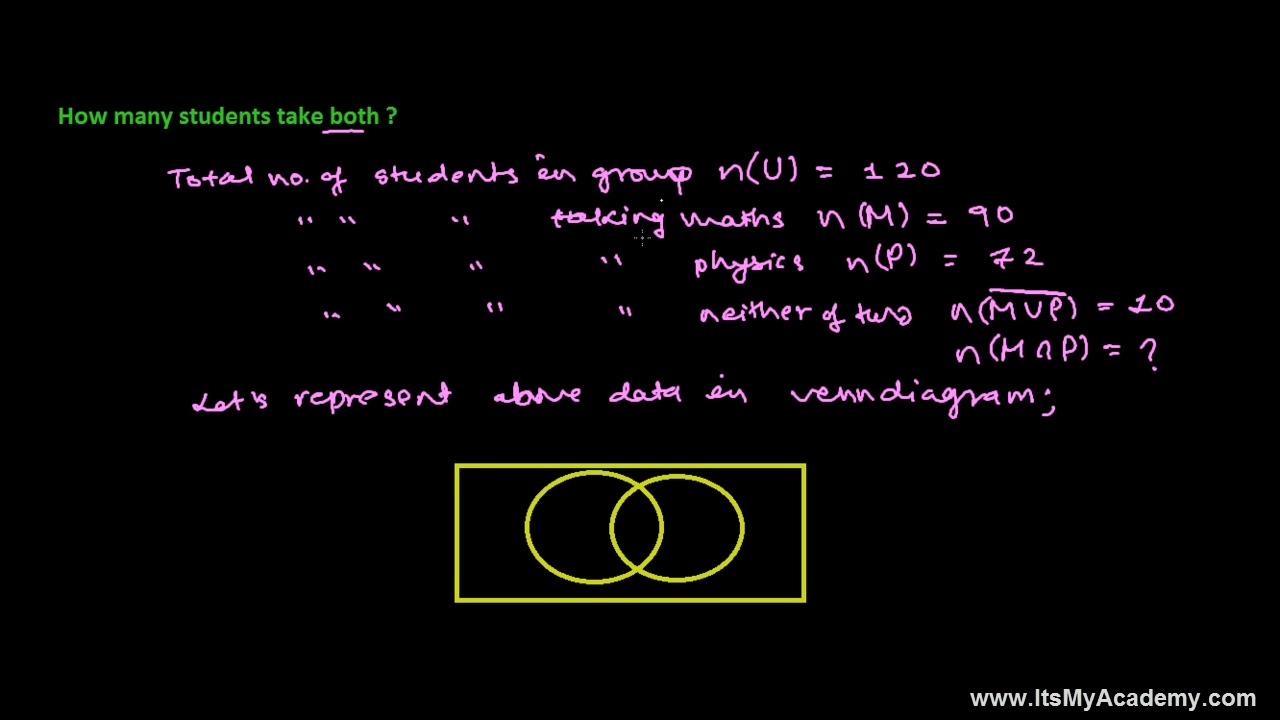 How many students take both ?
Total no. of students in group n(U) = 120
" " " taking maths n(M) = 90
" " " " physics n(P) = 72
" " " " neither of two n(M∪P)̅ = 10
n(M∩P) = ?
Let's represent above data in venndiagram;
www.ItsMyAcademy.com